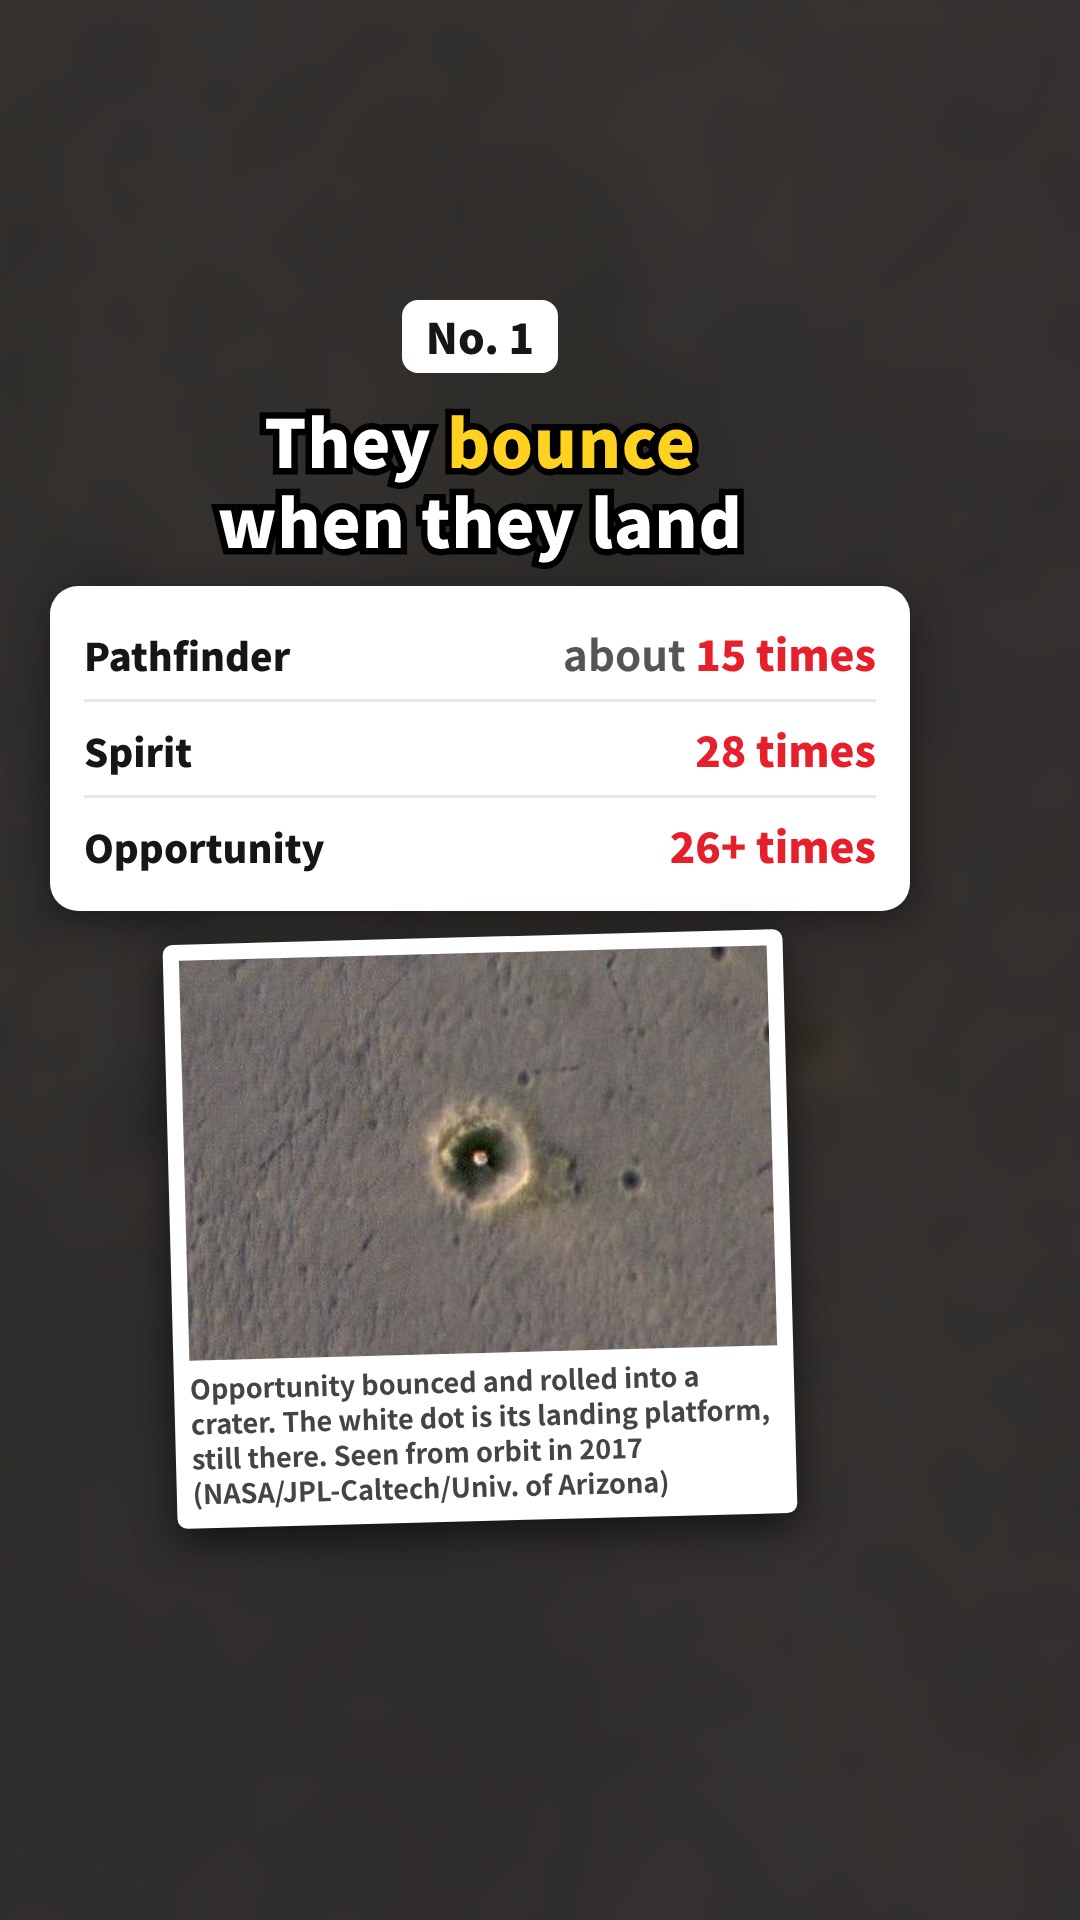 No. 1
They bounce
when they land
Pathfinder about 15 times
Spirit 28 times
Opportunity 26+ times
Opportunity bounced and rolled into a
crater. The white dot is its landing platform,
still there. Seen from orbit in 2017
(NASA/JPL-Caltech/Univ. of Arizona)